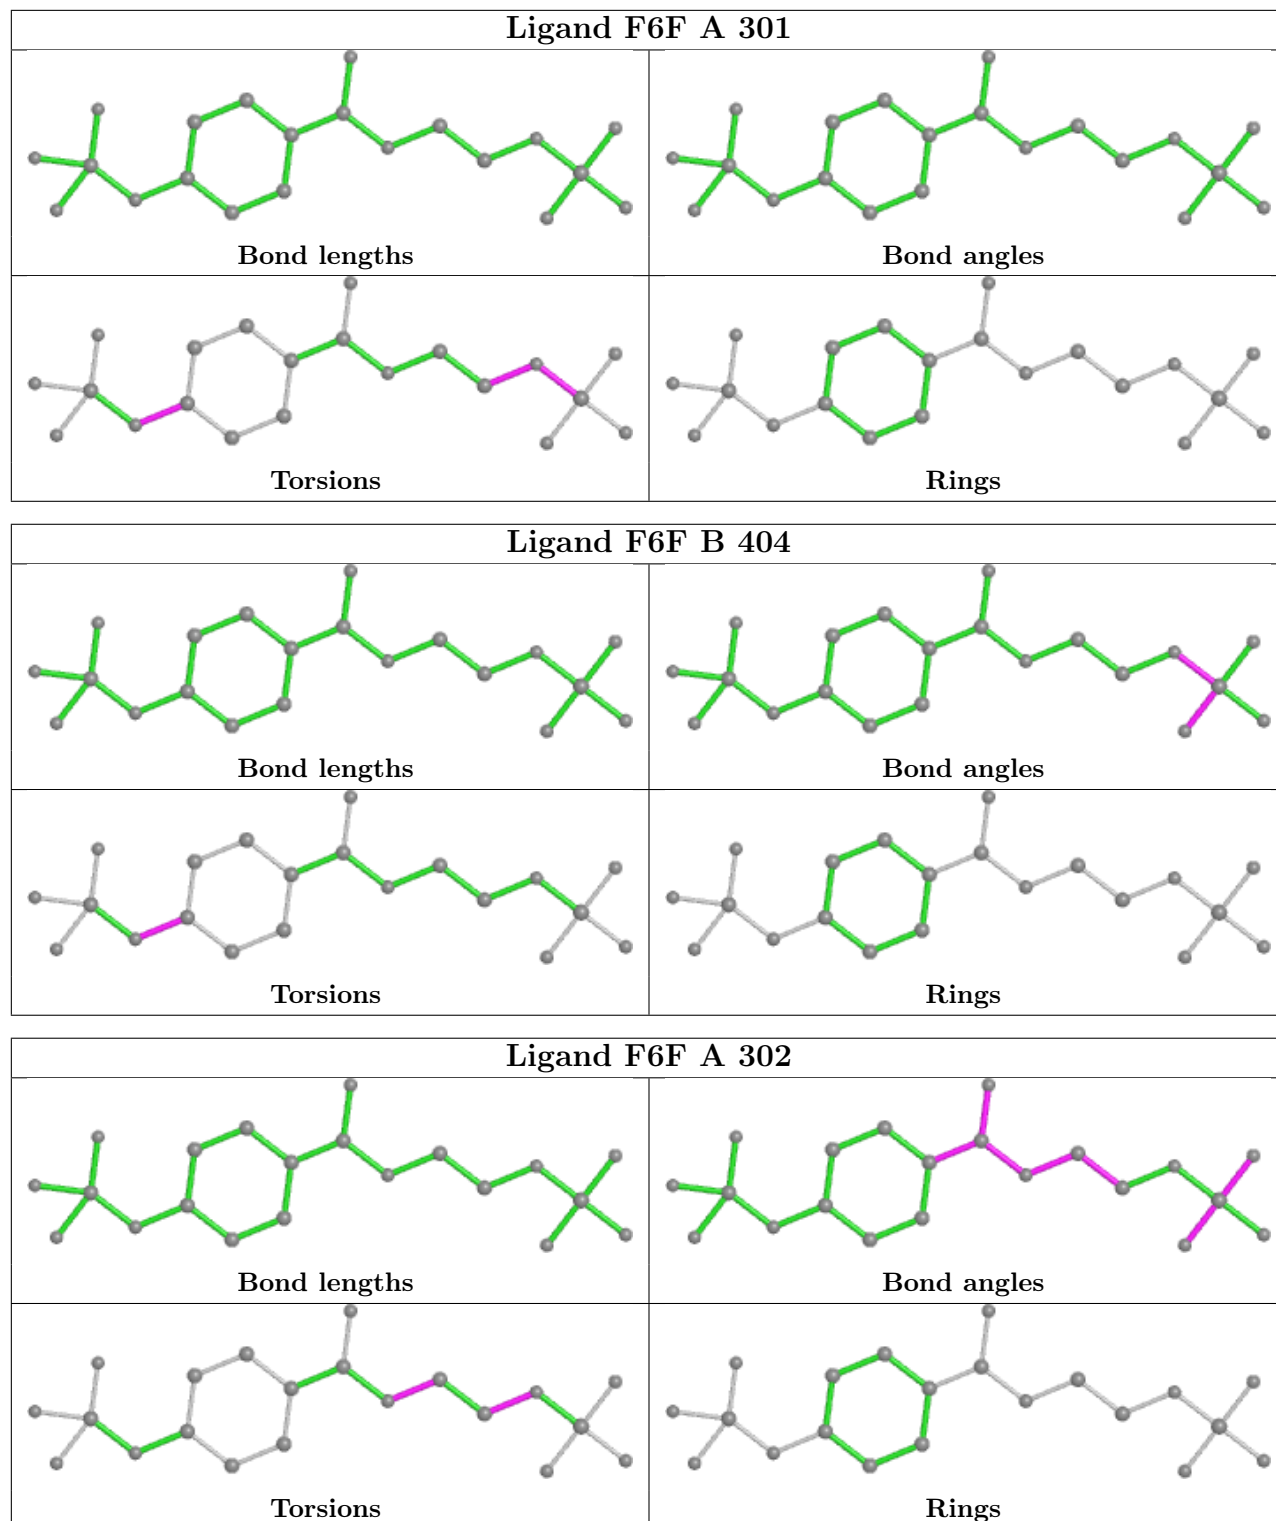 Ligand F6F A 301
Bond lengths
Bond angles
Torsions
Rings
Ligand F6F B 404
Bond lengths
Bond angles
Torsions
Rings
Ligand F6F A 302
Bond lengths
Bond angles
Torsions
Rings